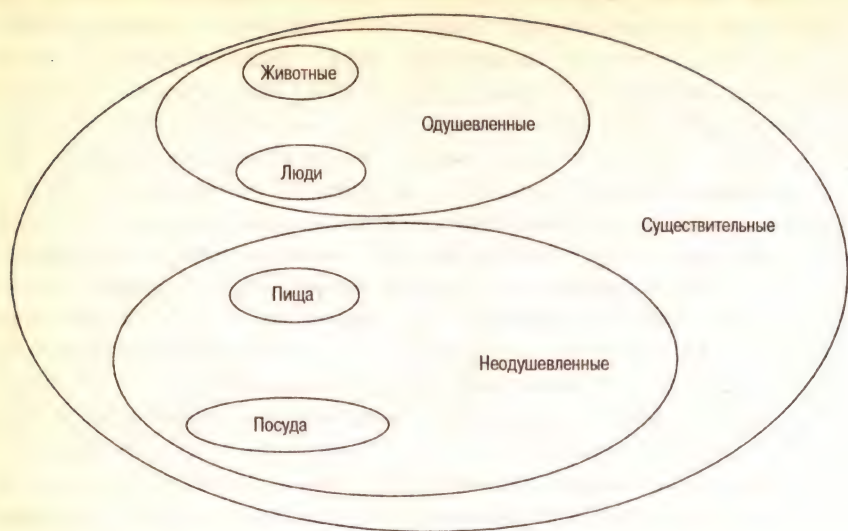 Животные
Одушевленные
Люди
Существительные
Пища
Неодушевленные
Посуда